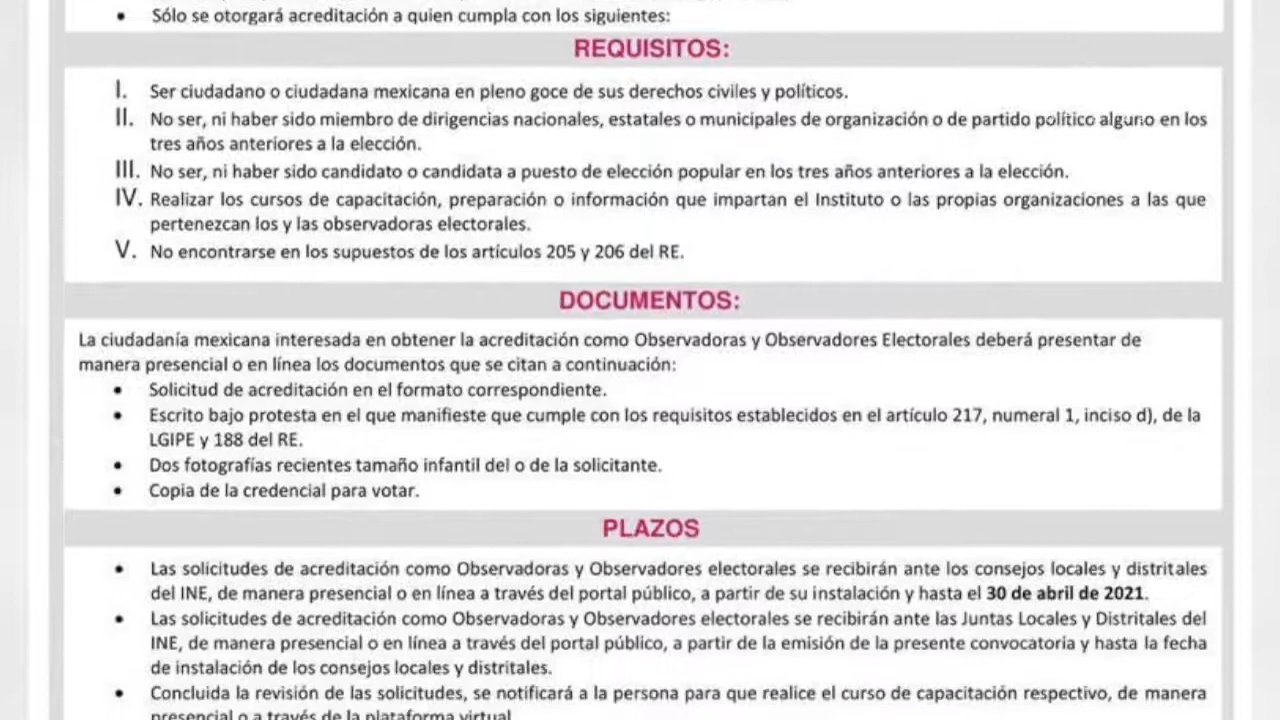 • Sólo se otorgará acreditación a quien cumpla con los siguientes:
REQUISITOS:
I. Ser ciudadano o ciudadana mexicana en pleno goce de sus derechos civiles y políticos.
II. No ser, ni haber sido miembro de dirigencias nacionales, estatales o municipales de organización o de partido político alguno en los
tres años anteriores a la elección.
III. No ser, ni haber sido candidato o candidata a puesto de elección popular en los tres años anteriores a la elección.
IV. Realizar los cursos de capacitación, preparación o información que impartan el Instituto o las propias organizaciones a las que
pertenezcan los y las observadoras electorales.
V. No encontrarse en los supuestos de los artículos 205 y 206 del RE.
DOCUMENTOS:
La ciudadanía mexicana interesada en obtener la acreditación como Observadoras y Observadores Electorales deberá presentar de
manera presencial o en línea los documentos que se citan a continuación:
• Solicitud de acreditación en el formato correspondiente.
• Escrito bajo protesta en el que manifieste que cumple con los requisitos establecidos en el artículo 217, numeral 1, inciso d), de la
LGIPE y 188 del RE.
• Dos fotografías recientes tamaño infantil del o de la solicitante.
• Copia de la credencial para votar.
PLAZOS
• Las solicitudes de acreditación como Observadoras y Observadores electorales se recibirán ante los consejos locales y distritales
del INE, de manera presencial o en línea a través del portal público, a partir de su instalación y hasta el 30 de abril de 2021.
• Las solicitudes de acreditación como Observadoras y Observadores electorales se recibirán ante las Juntas Locales y Distritales del
INE, de manera presencial o en línea a través del portal público, a partir de la emisión de la presente convocatoria y hasta la fecha
de instalación de los consejos locales y distritales.
• Concluida la revisión de las solicitudes, se notificará a la persona para que realice el curso de capacitación respectivo, de manera
presencial o a través de la plataforma virtual